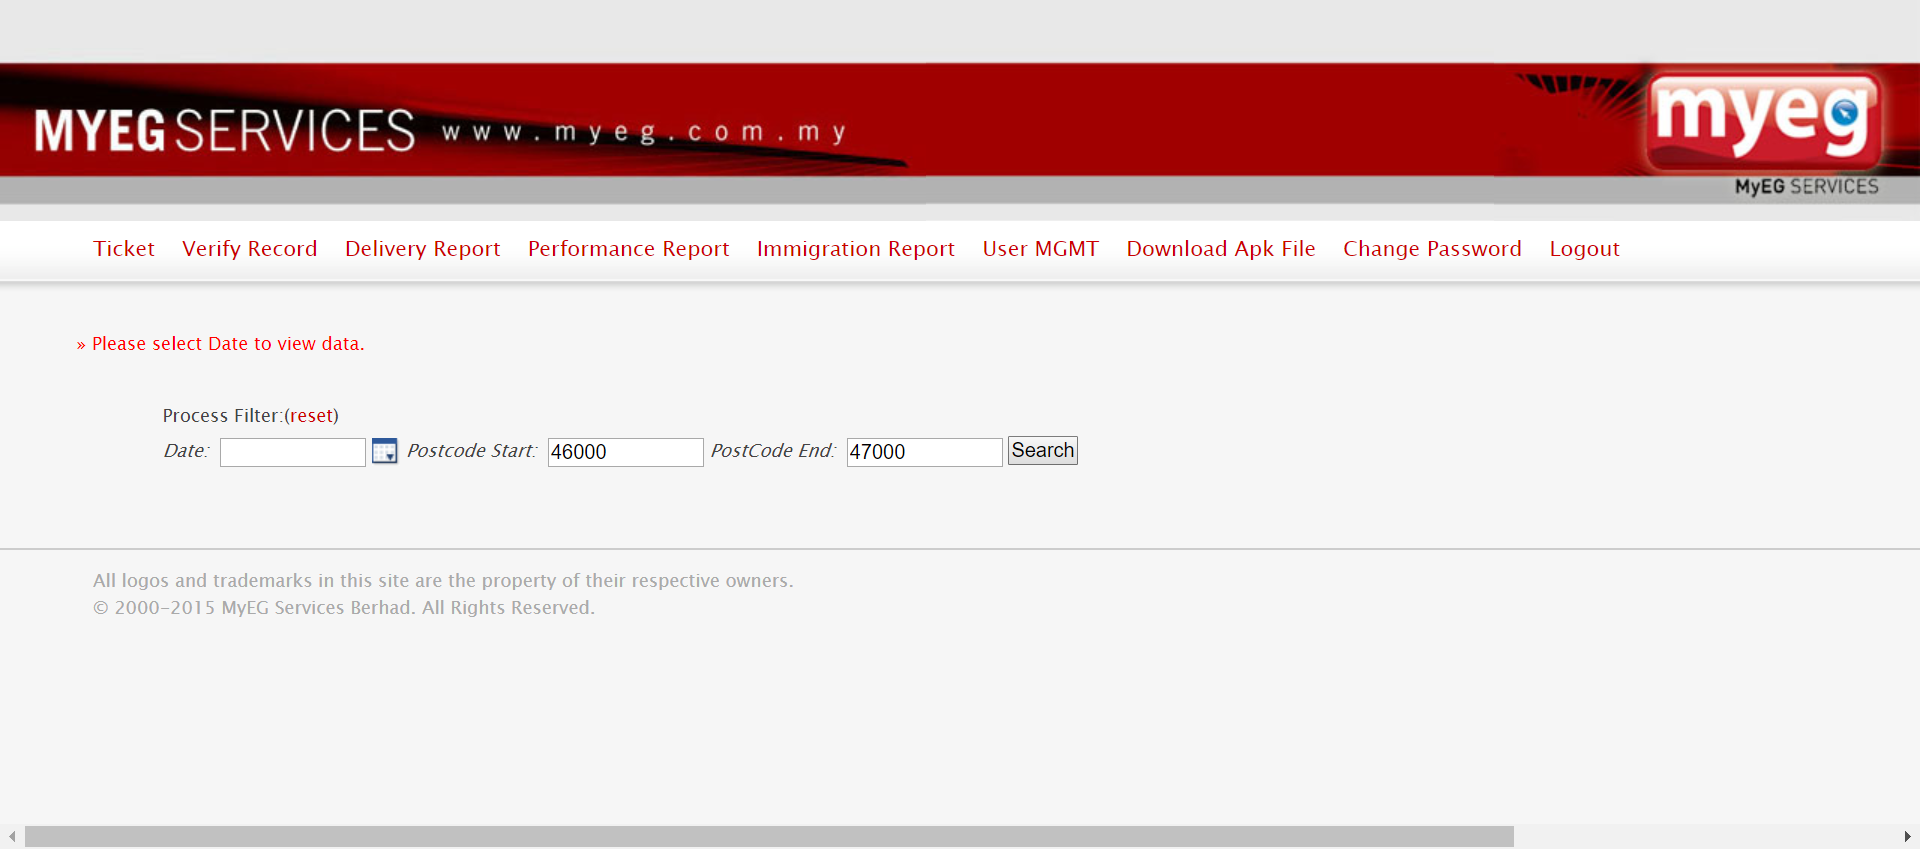 MYEG SERVICES www.myeg.com.my
myeg
MyEG SERVICES
Ticket Verify Record Delivery Report Performance Report Immigration Report User MGMT Download Apk File Change Password Logout
» Please select Date to view data.
Process Filter:(reset)
Date: Postcode Start: 46000 PostCode End: 47000 Search
All logos and trademarks in this site are the property of their respective owners.
© 2000-2015 MyEG Services Berhad. All Rights Reserved.